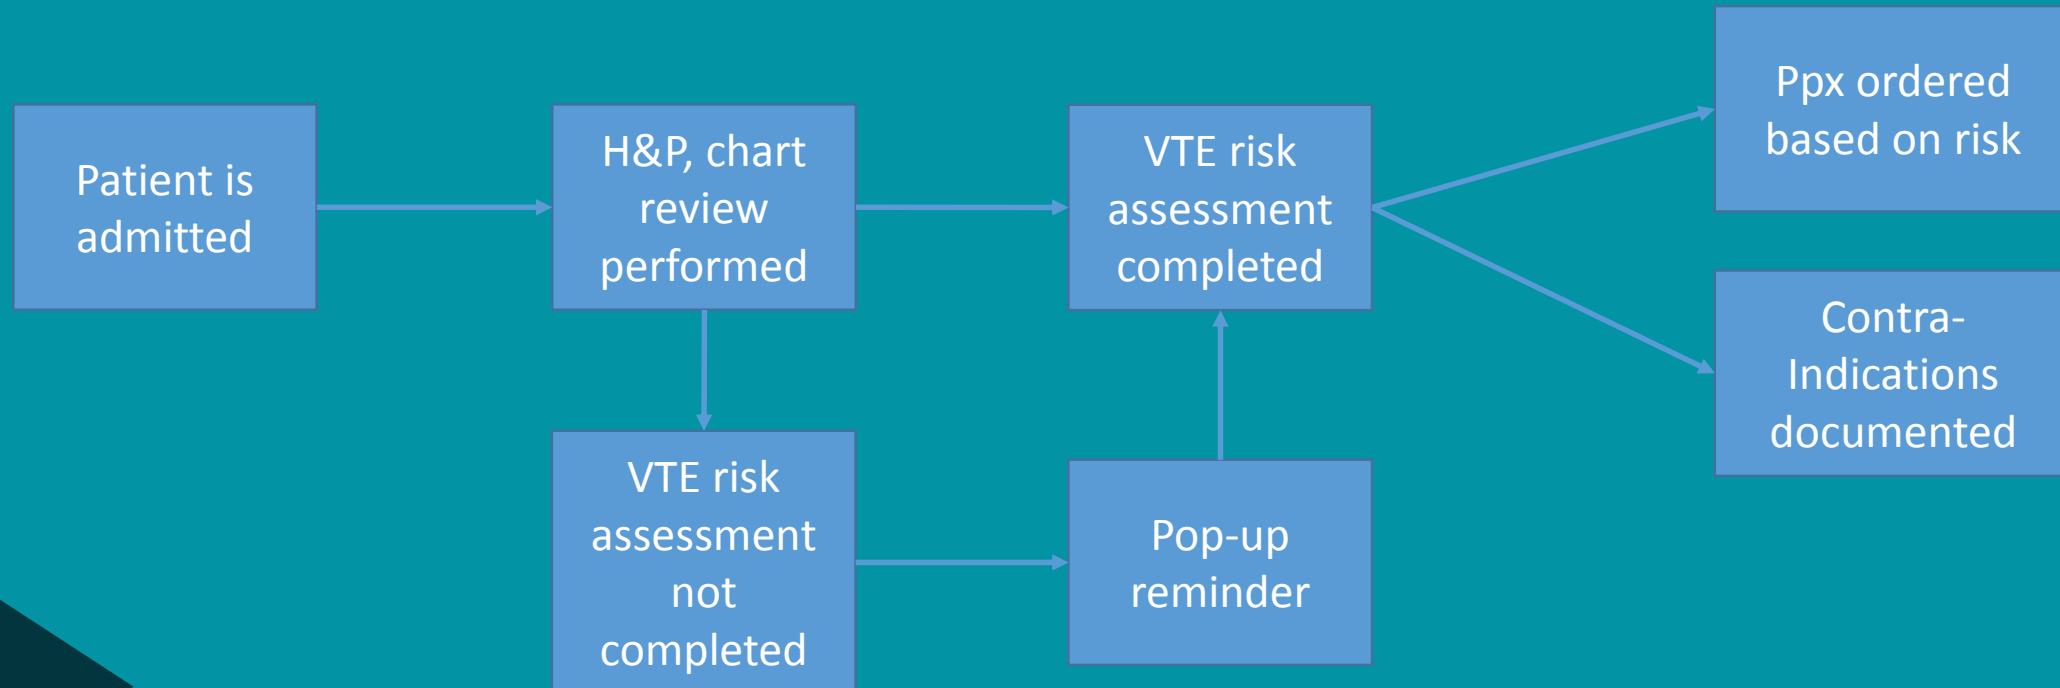 Patient is
admitted
H&P, chart
review
performed
VTE risk
assessment
completed
Ppx ordered
based on risk
Contra-
Indications
documented
VTE risk
assessment
not
completed
Pop-up
reminder